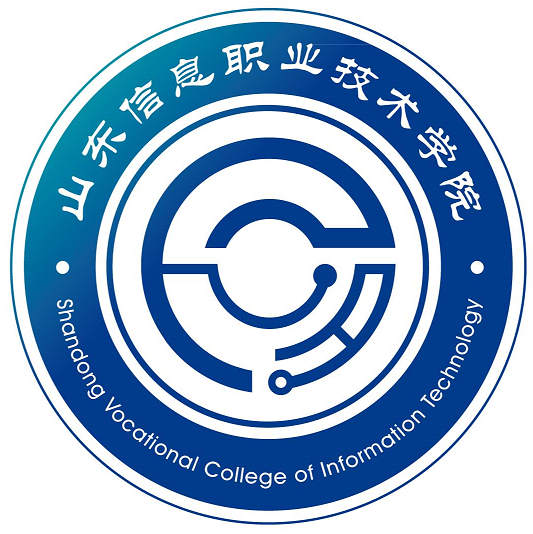 山东信息职业技术学院
Shandong Vocational College of Information Technology